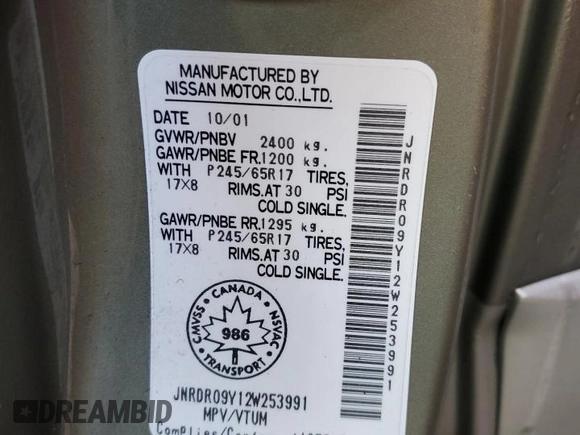 MANUFACTURED BY
NISSAN MOTOR CO.,LTD.
DATE 10/01
GVWR/PNBV 2400 kg.
GAWR/PNBE FR.1200 kg.
WITH P245/65R17 TIRES,
17X8 RIMS.AT 30 PSI
COLD SINGLE.
GAWR/PNBE RR.1295 kg.
WITH P245/65R17 TIRES,
17X8 RIMS.AT 30 PSI
COLD SINGLE.
CANADA
CMVSS
NSVAC
986
JNRDR09Y12W253991
MPV/VTUM
JNRDR09Y12W253991
RIDESAFELY